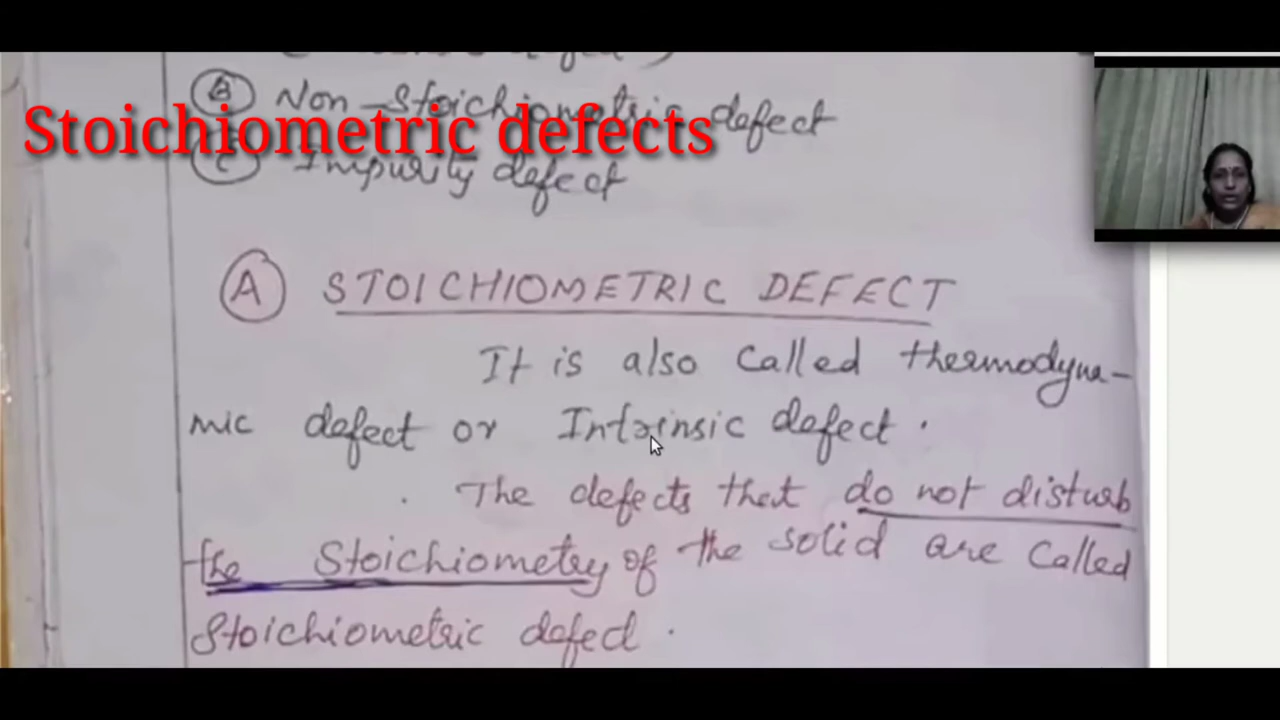 B Non-Stoichiometric defect
Stoichiometric defects
C Impurity defect
A STOICHIOMETRIC DEFECT
It is also called thermodyna-
mic defect or Intrinsic defect.
The defects that do not disturb
the Stoichiometry of the solid are called
Stoichiometric defect.